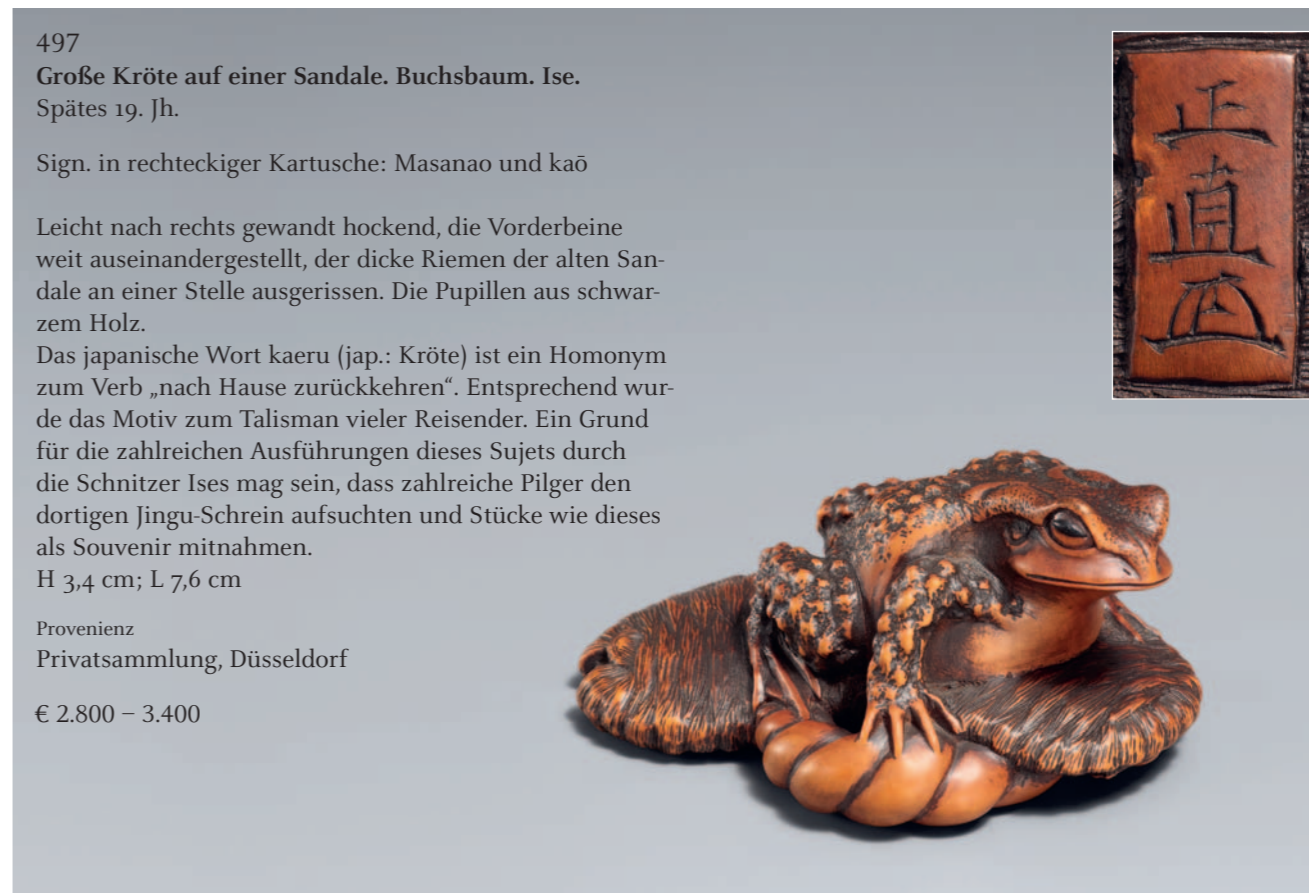 497
Große Kröte auf einer Sandale. Buchsbaum. Ise.
Spätes 19. Jh.
Sign. in rechteckiger Kartusche: Masanao und kaō
Leicht nach rechts gewandt hockend, die Vorderbeine
weit auseinandergestellt, der dicke Riemen der alten San-
dale an einer Stelle ausgerissen. Die Pupillen aus schwar-
zem Holz.
Das japanische Wort kaeru (jap.: Kröte) ist ein Homonym
zum Verb „nach Hause zurückkehren“. Entsprechend wur-
de das Motiv zum Talisman vieler Reisender. Ein Grund
für die zahlreichen Ausführungen dieses Sujets durch
die Schnitzer Ises mag sein, dass zahlreiche Pilger den
dortigen Jingu-Schrein aufsuchten und Stücke wie dieses
als Souvenir mitnahmen.
H 3,4 cm; L 7,6 cm
Provenienz
Privatsammlung, Düsseldorf
€ 2.800 – 3.400
正直